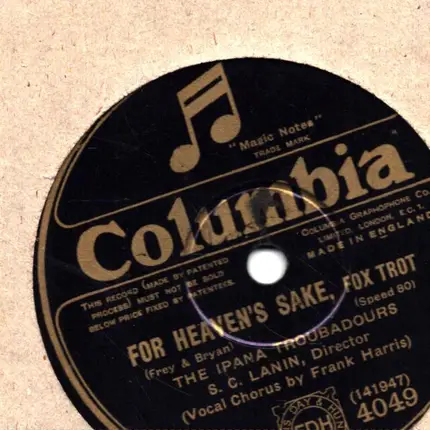 "Magic Notes"
TRADE MARK
Columbia
COLUMBIA GRAPHOPHONE Co.
LIMITED, LONDON, E.C.1.
MADE IN ENGLAND
THIS RECORD (MADE BY PATENTED
PROCESS) MUST NOT BE SOLD
BELOW PRICE FIXED BY PATENTEES.
FOR HEAVEN'S SAKE, FOX TROT
(Frey & Bryan)
(Speed 80)
THE IPANA TROUBADOURS
S. C. LANIN, Director
(Vocal Chorus by Frank Harris)
(141947)
4049
DAY & HUN